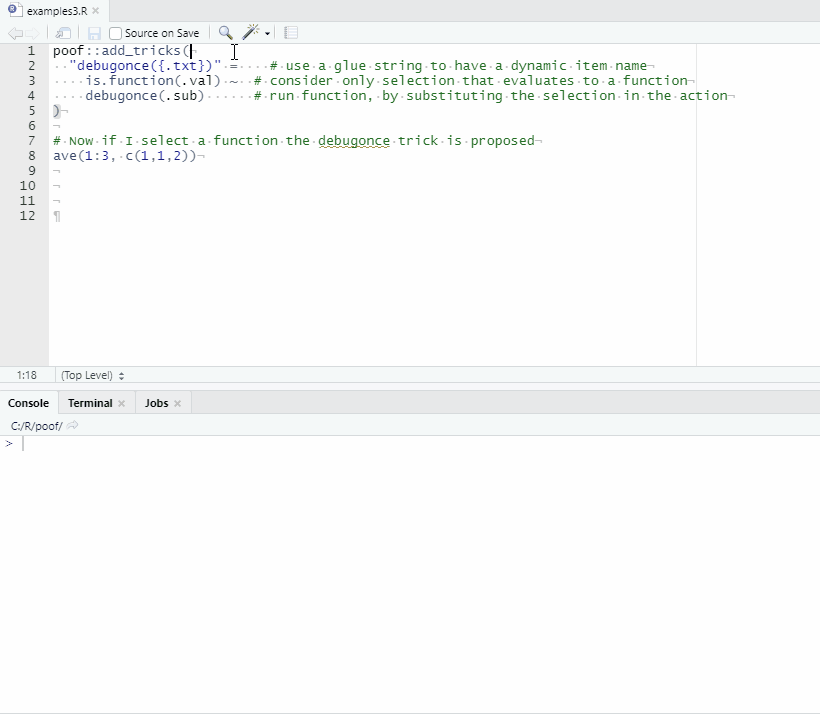 examples3.R
Source on Save
1 poof::add_tricks(
2 "debugonce({.txt})" = # use a glue string to have a dynamic item name
3 is.function(.val) ~ # consider only selection that evaluates to a function
4 debugonce(.sub) # run function, by substituting the selection in the action
5 )
6
7 # Now if I select a function the debugonce trick is proposed
8 ave(1:3, c(1,1,2))
9
10
11
12
1:18 (Top Level)
Console Terminal Jobs
C:/R/poof/
>